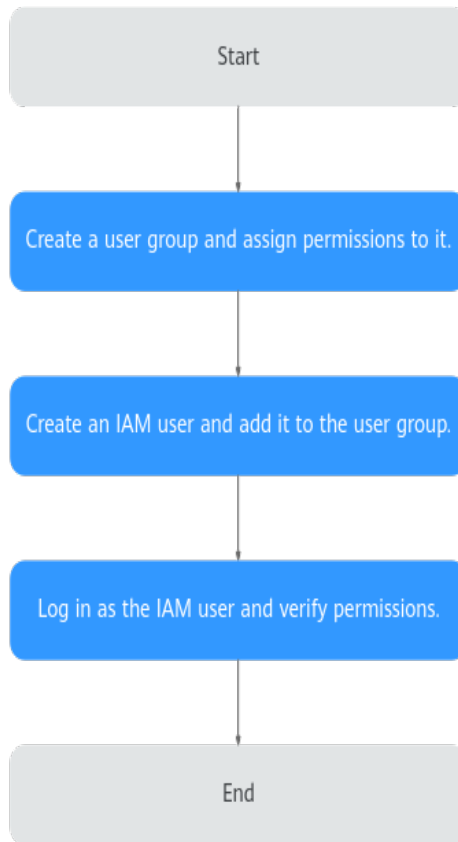 Start
Create a user group and assign permissions to it.
Create an IAM user and add it to the user group.
Log in as the IAM user and verify permissions.
End